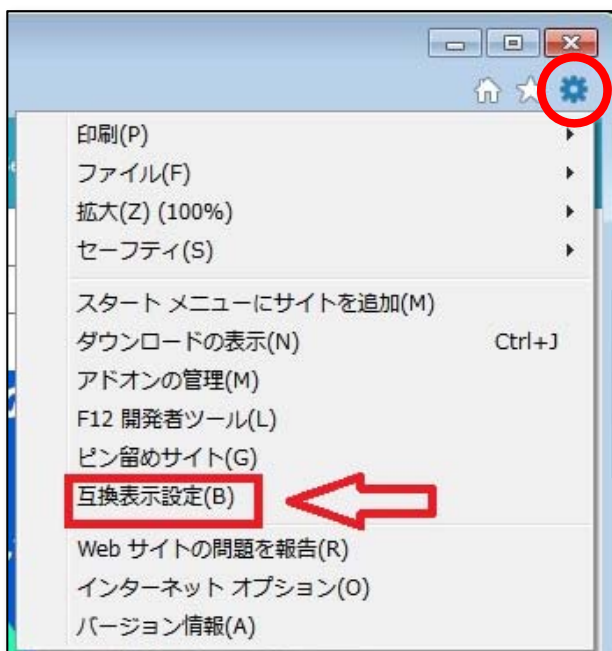 印刷(P)
ファイル(F)
拡大(Z) (100%)
セーフティ(S)
スタート メニューにサイトを追加(M)
ダウンロードの表示(N) Ctrl+J
アドオンの管理(M)
F12 開発者ツール(L)
ピン留めサイト(G)
互換表示設定(B)
Web サイトの問題を報告(R)
インターネット オプション(O)
バージョン情報(A)